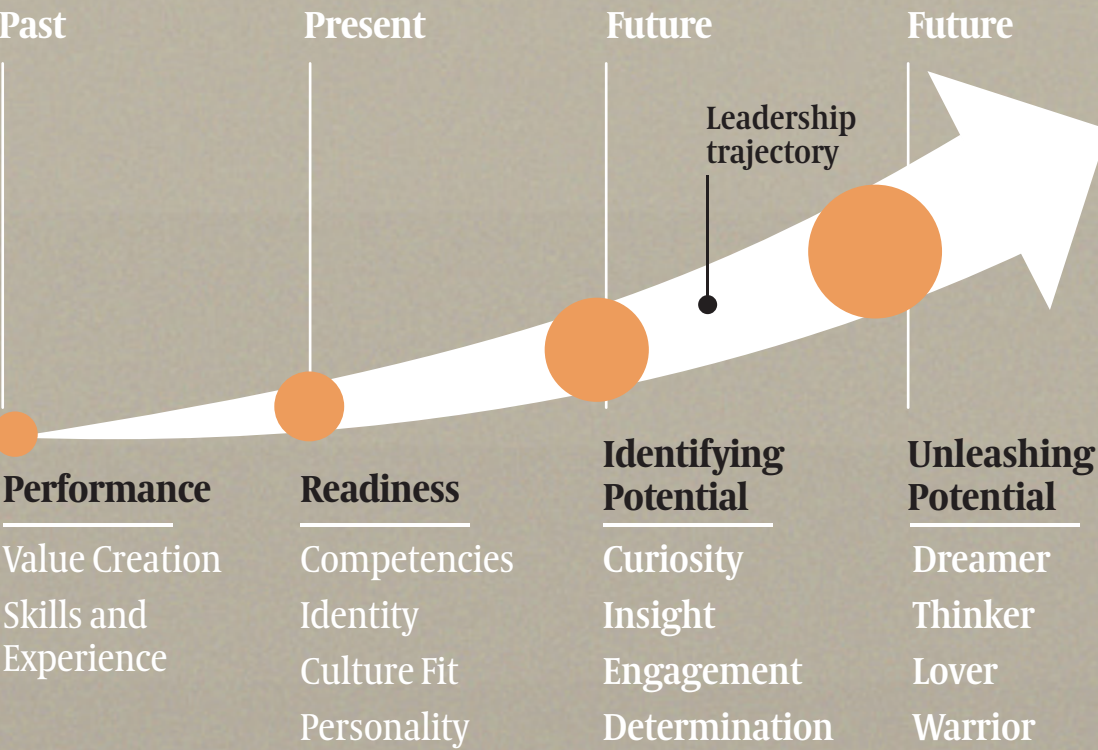 Past
Present
Future
Future
Leadership
trajectory
Performance
Value Creation
Skills and
Experience
Readiness
Competencies
Identity
Culture Fit
Personality
Identifying
Potential
Curiosity
Insight
Engagement
Determination
Unleashing
Potential
Dreamer
Thinker
Lover
Warrior